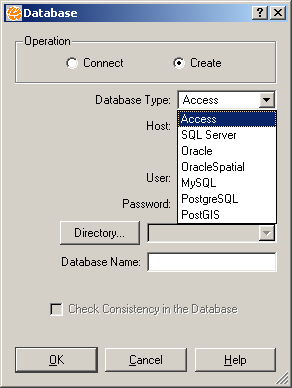 Database
Operation
Connect
Create
Database Type: Access
Access
Host:
SQL Server
Oracle
OracleSpatial
User:
MySQL
Password:
PostgreSQL
PostGIS
Directory...
Database Name:
Check Consistency in the Database
OK
Cancel
Help